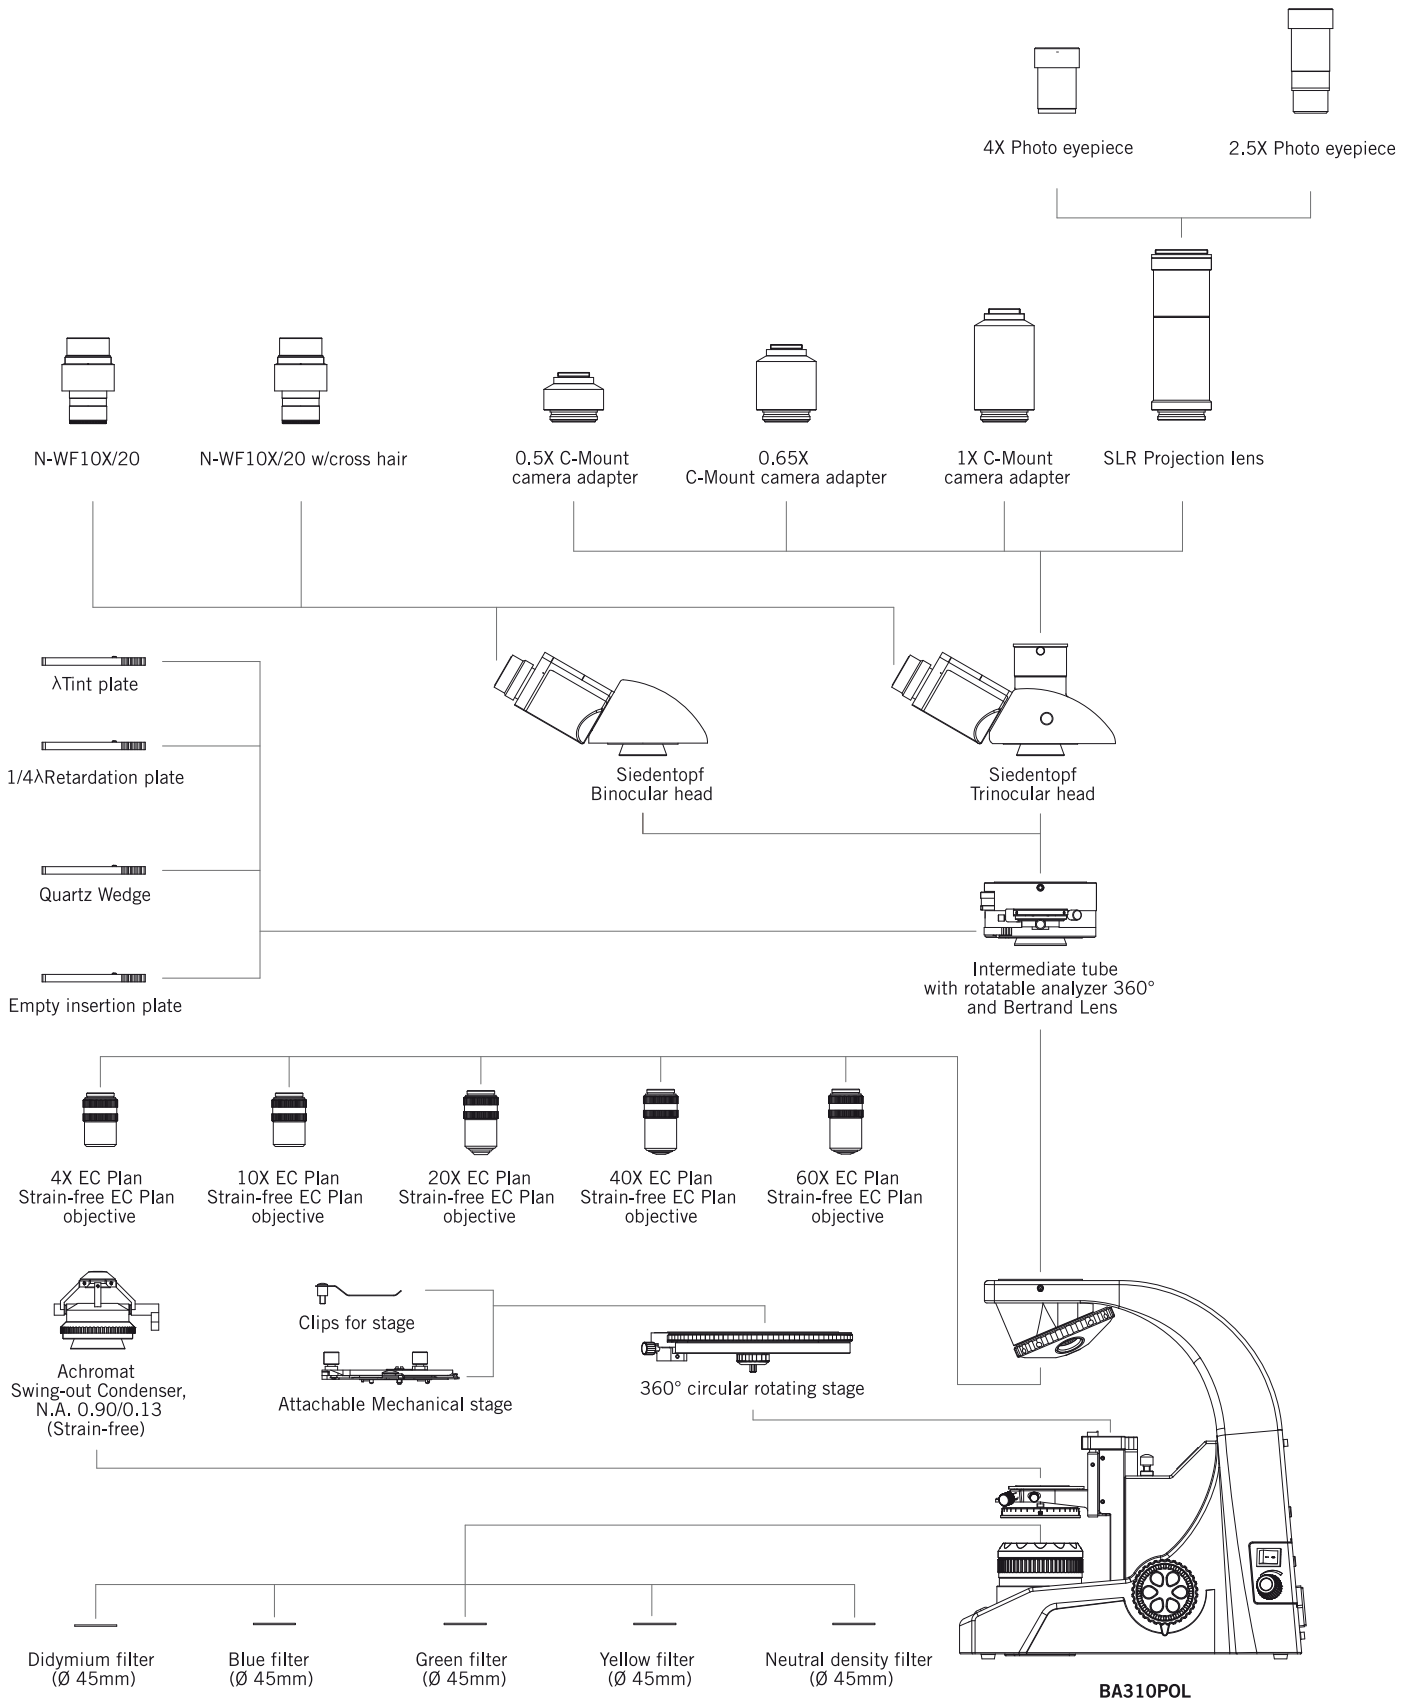 4X Photo eyepiece
2.5X Photo eyepiece
N-WF10X/20
N-WF10X/20 w/cross hair
0.5X C-Mount
camera adapter
0.65X
C-Mount camera adapter
1X C-Mount
camera adapter
SLR Projection lens
λTint plate
1/4λRetardation plate
Quartz Wedge
Empty insertion plate
Siedentopf
Binocular head
Siedentopf
Trinocular head
Intermediate tube
with rotatable analyzer 360°
and Bertrand Lens
4X EC Plan
Strain-free EC Plan
objective
10X EC Plan
Strain-free EC Plan
objective
20X EC Plan
Strain-free EC Plan
objective
40X EC Plan
Strain-free EC Plan
objective
60X EC Plan
Strain-free EC Plan
objective
Achromat
Swing-out Condenser,
N.A. 0.90/0.13
(Strain-free)
Clips for stage
Attachable Mechanical stage
360° circular rotating stage
Didymium filter
(Ø 45mm)
Blue filter
(Ø 45mm)
Green filter
(Ø 45mm)
Yellow filter
(Ø 45mm)
Neutral density filter
(Ø 45mm)
BA310POL